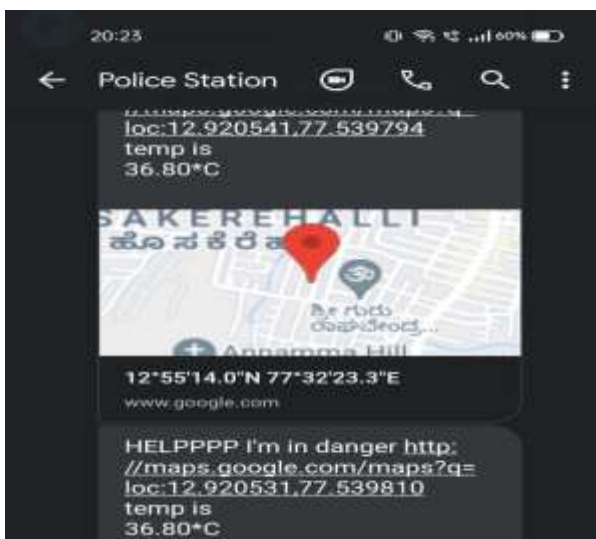 20:23
60%
Police Station
//maps.google.com/maps?q=
loc:12.920541,77.539794
temp is
36.80*C
SAKEREHALLI
ಹೊಸಕೆರೆಹ
ಶ್ರೀ ಗುರು
ರಾಘವೇಂದ್ರ...
Annamma Hill
12°55'14.0"N 77°32'23.3"E
www.google.com
HELPPPP I'm in danger http:
//maps.google.com/maps?q=
loc:12.920531,77.539810
temp is
36.80*C